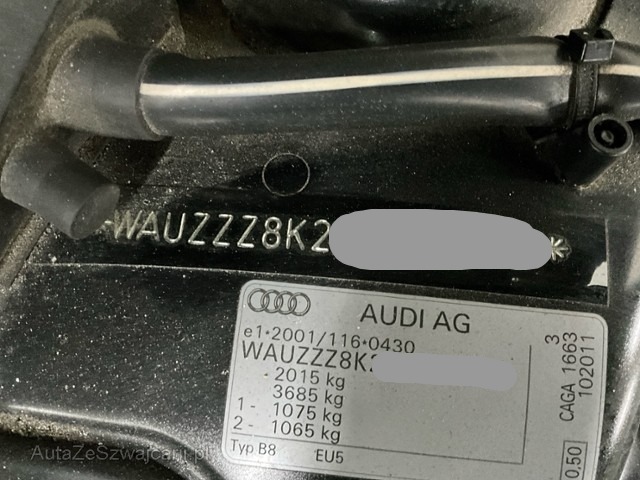 WAUZZZ8K2 *
AUDI AG
e1*2001/116*0430
WAUZZZ8K2
- 2015 kg
3685 kg
1 - 1075 kg
2 - 1065 kg
Typ B8 EU5
3
CAGA 1663
102011
0.50
AutaZeSzwajcarii.pl